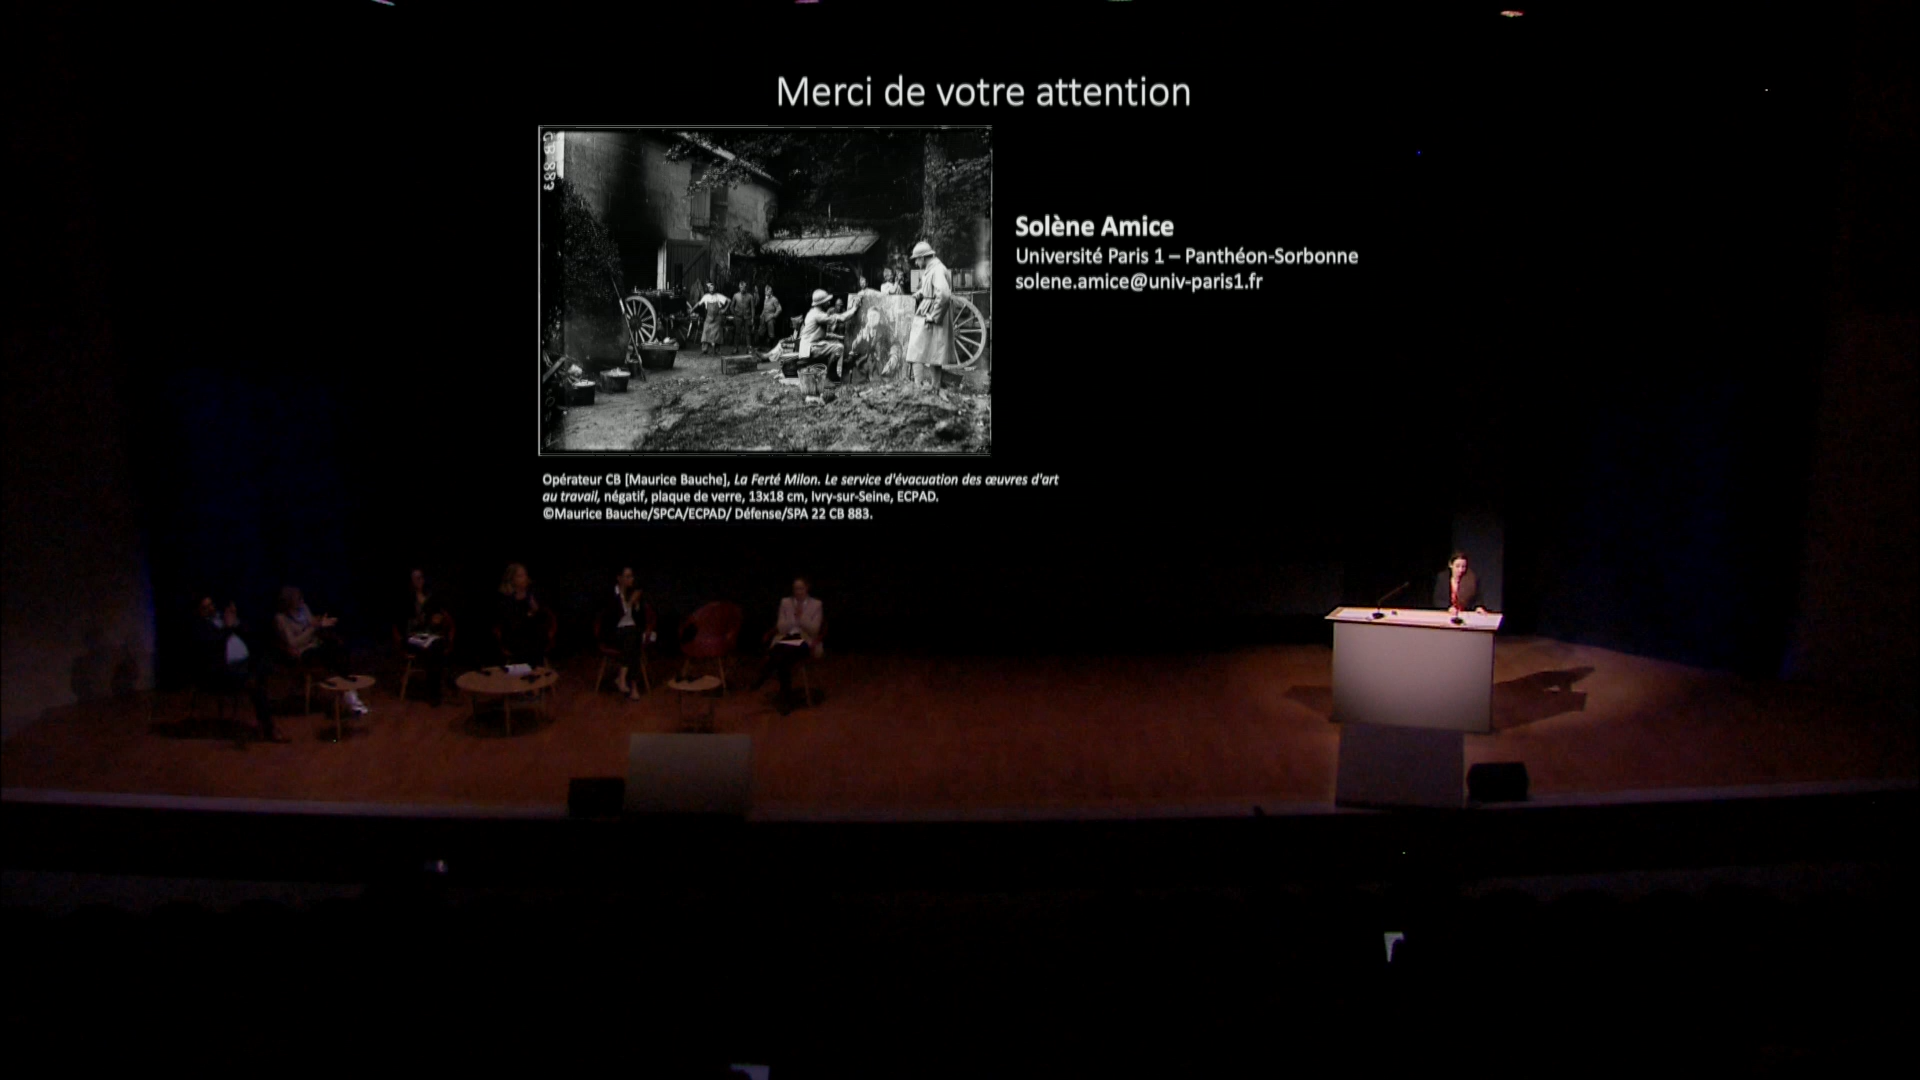 Merci de votre attention
Solène Amice
Université Paris 1 – Panthéon-Sorbonne
solene.amice@univ-paris1.fr
Opérateur CB [Maurice Bauche], La Ferté Milon. Le service d'évacuation des œuvres d'art
au travail, négatif, plaque de verre, 13x18 cm, Ivry-sur-Seine, ECPAD.
©Maurice Bauche/SPCA/ECPAD/ Défense/SPA 22 CB 883.